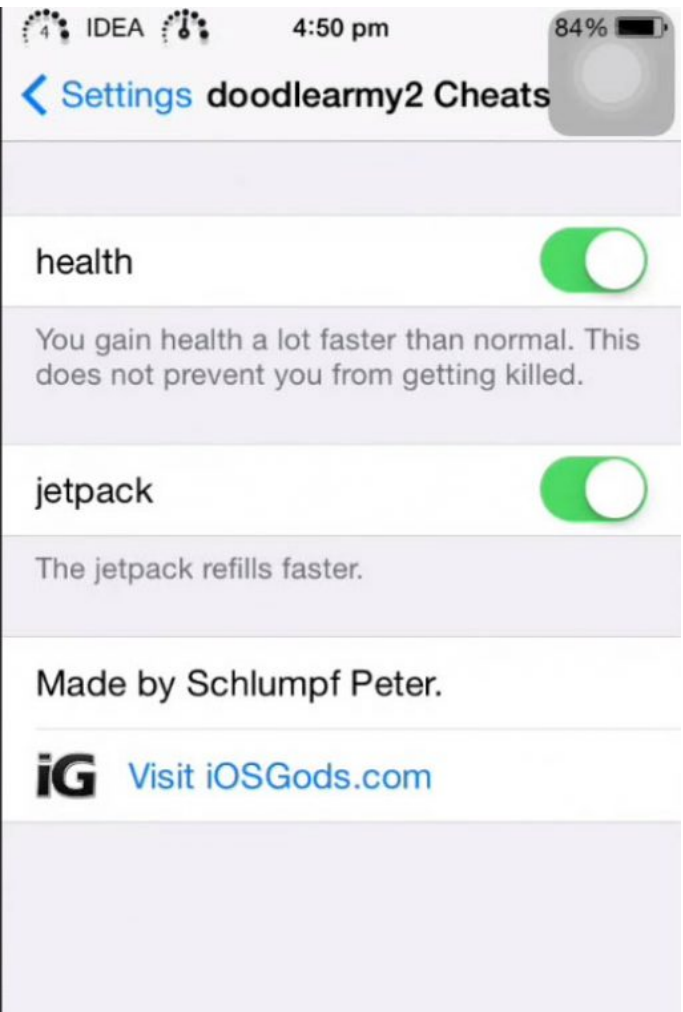 4 IDEA 4:50 pm 84%
Settings doodlearmy2 Cheats
health
You gain health a lot faster than normal. This
does not prevent you from getting killed.
jetpack
The jetpack refills faster.
Made by Schlumpf Peter.
iG Visit iOSGods.com